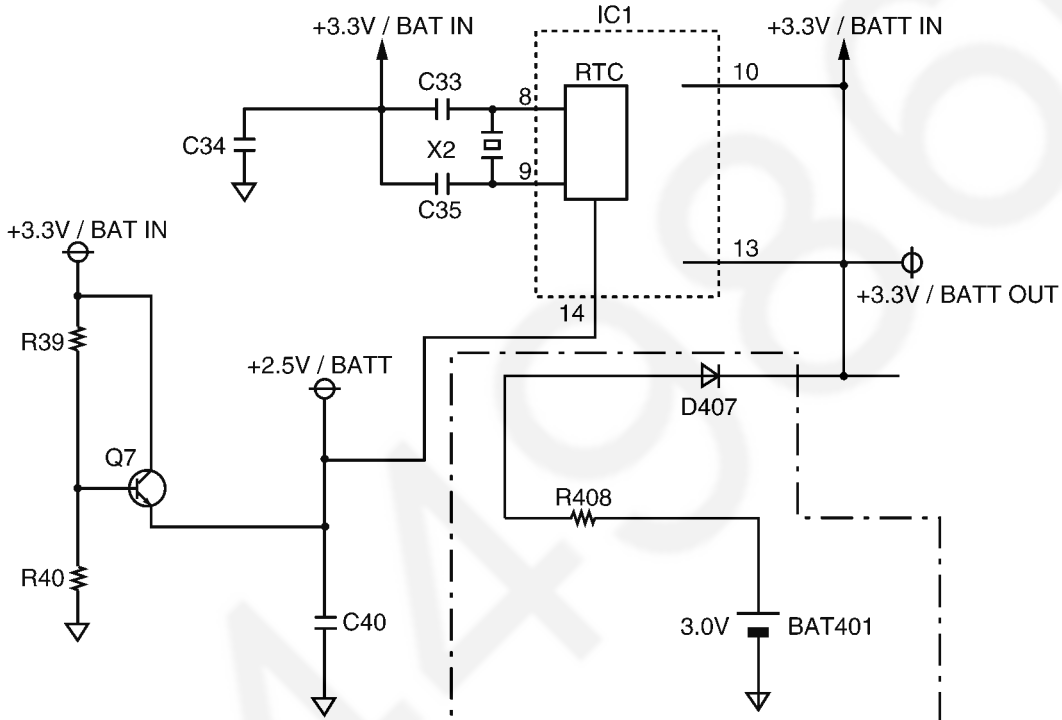 IC1
+3.3V / BAT IN
+3.3V / BATT IN
RTC
10
C33
8
C34
X2
9
C35
+3.3V / BAT IN
13
+3.3V / BATT OUT
14
R39
+2.5V / BATT
D407
Q7
R408
R40
C40
3.0V
BAT401